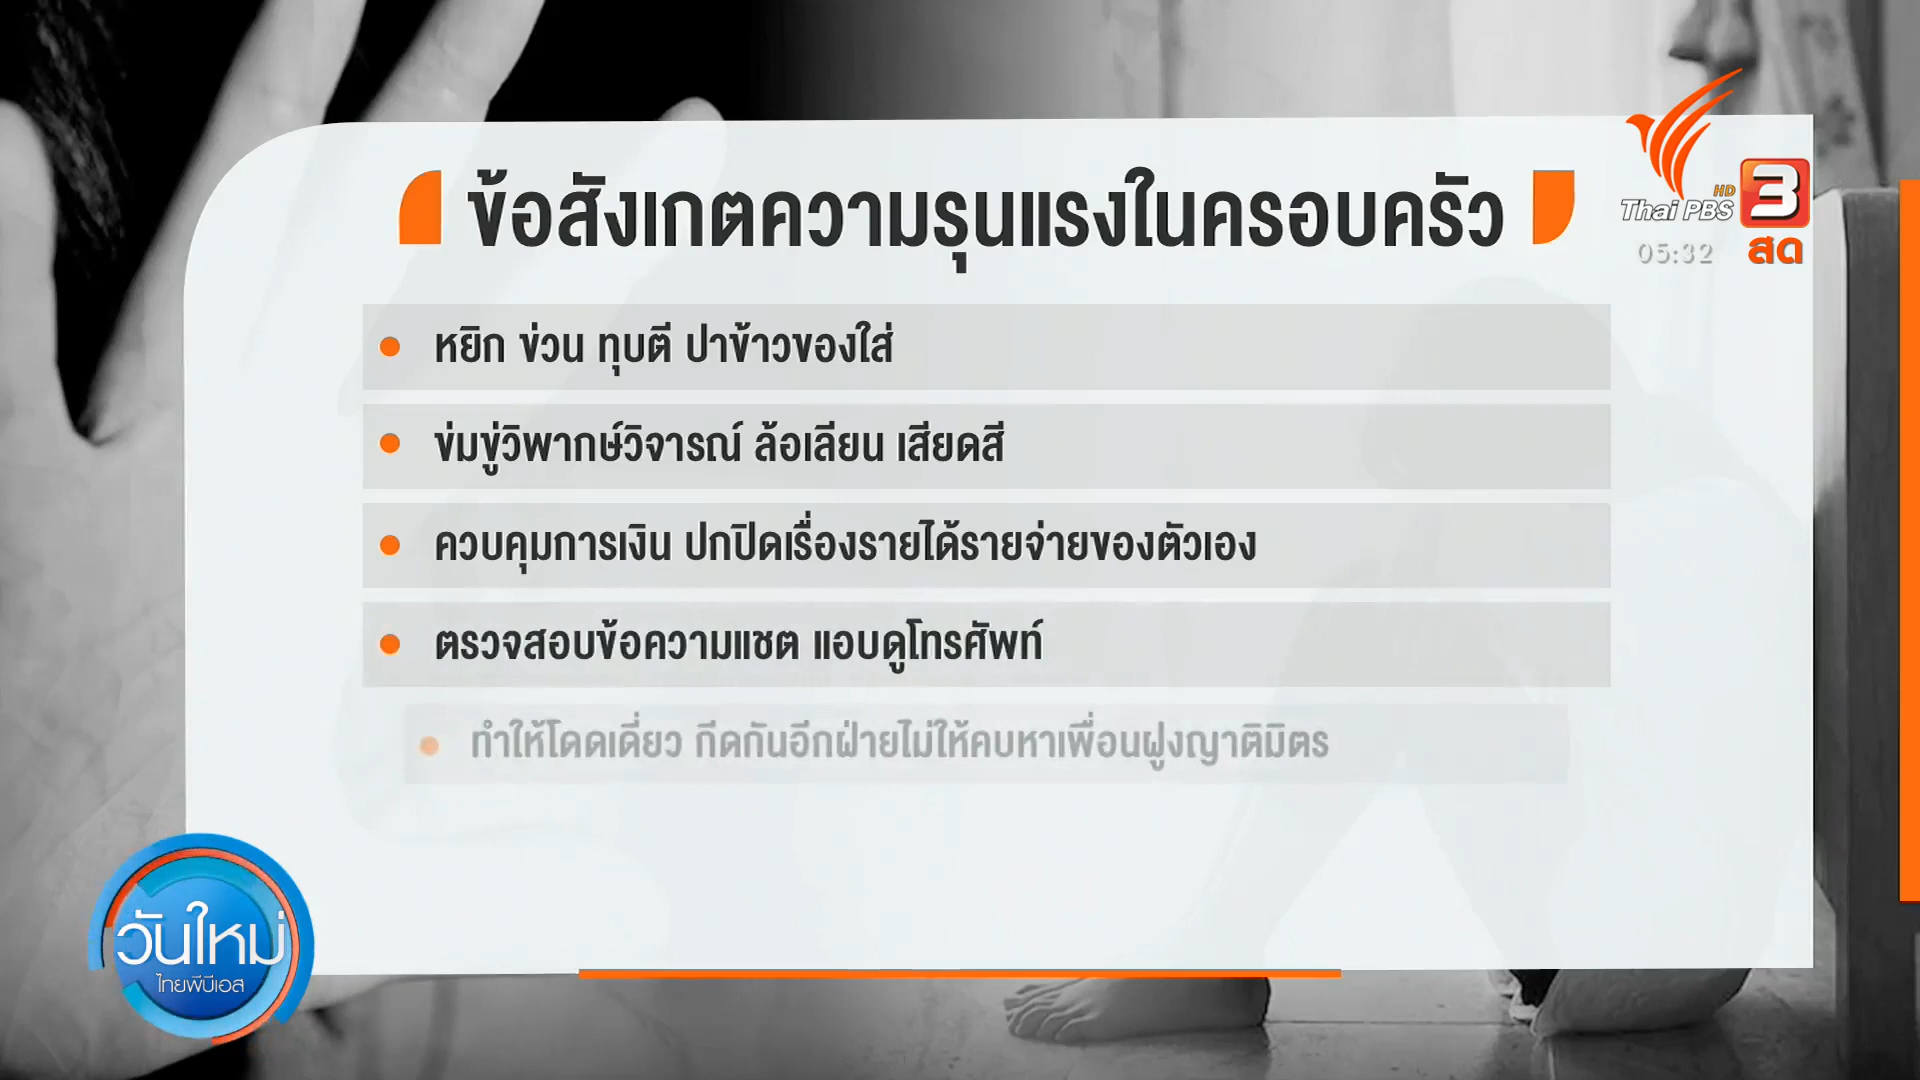 ข้อสังเกตความรุนแรงในครอบครัว
HD
Thai PBS 3
05:32 สด
หยิก ข่วน ทุบตี ปาข้าวของใส่
ข่มขู่วิพากษ์วิจารณ์ ล้อเลียน เสียดสี
ควบคุมการเงิน ปกปิดเรื่องรายได้รายจ่ายของตัวเอง
ตรวจสอบข้อความแชต แอบดูโทรศัพท์
ทำให้โดดเดี่ยว กีดกันอีกฝ่ายไม่ให้คบหาเพื่อนฝูงญาติมิตร
วันใหม่
ไทยพีบีเอส